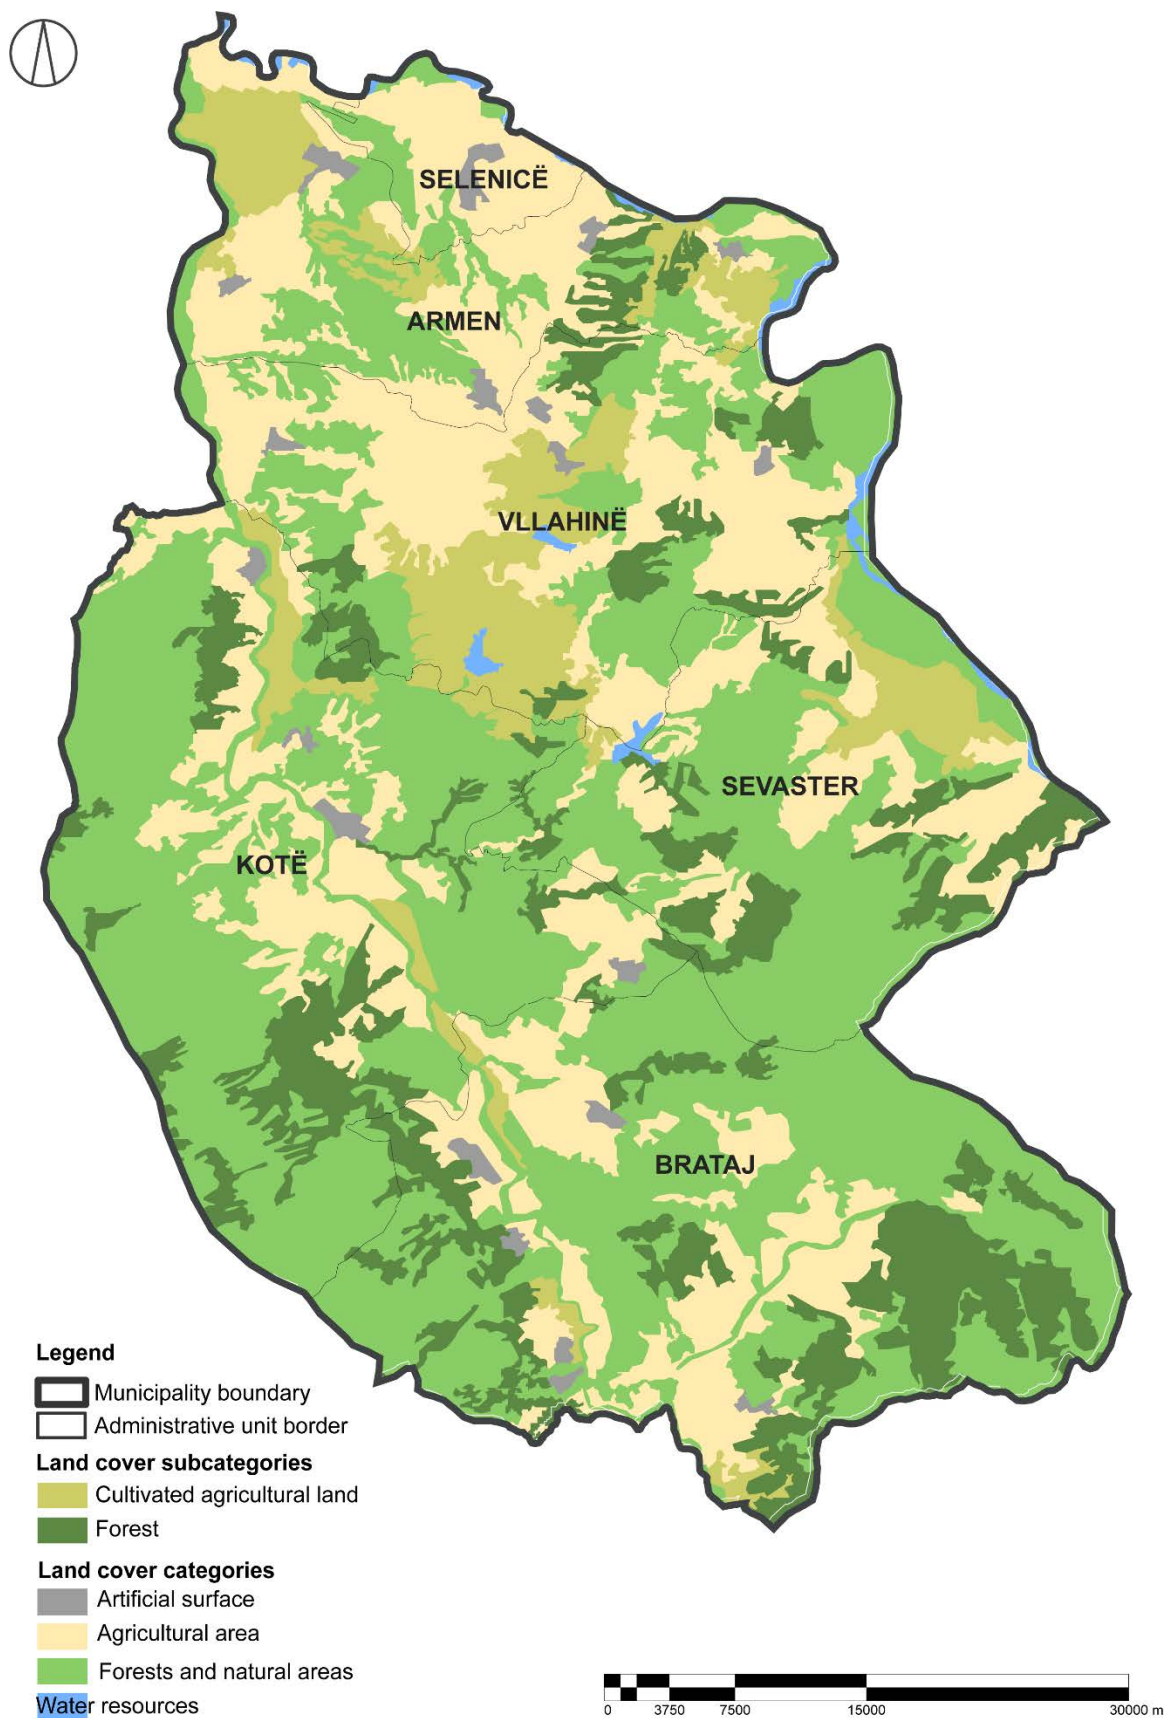 SELENICË
ARMEN
VLLAHINË
SEVASTER
KOTË
BRATAJ
Legend
Municipality boundary
Administrative unit border
Land cover subcategories
Cultivated agricultural land
Forest
Land cover categories
Artificial surface
Agricultural area
Forests and natural areas
Water resources
0 3750 7500 15000 30000 m